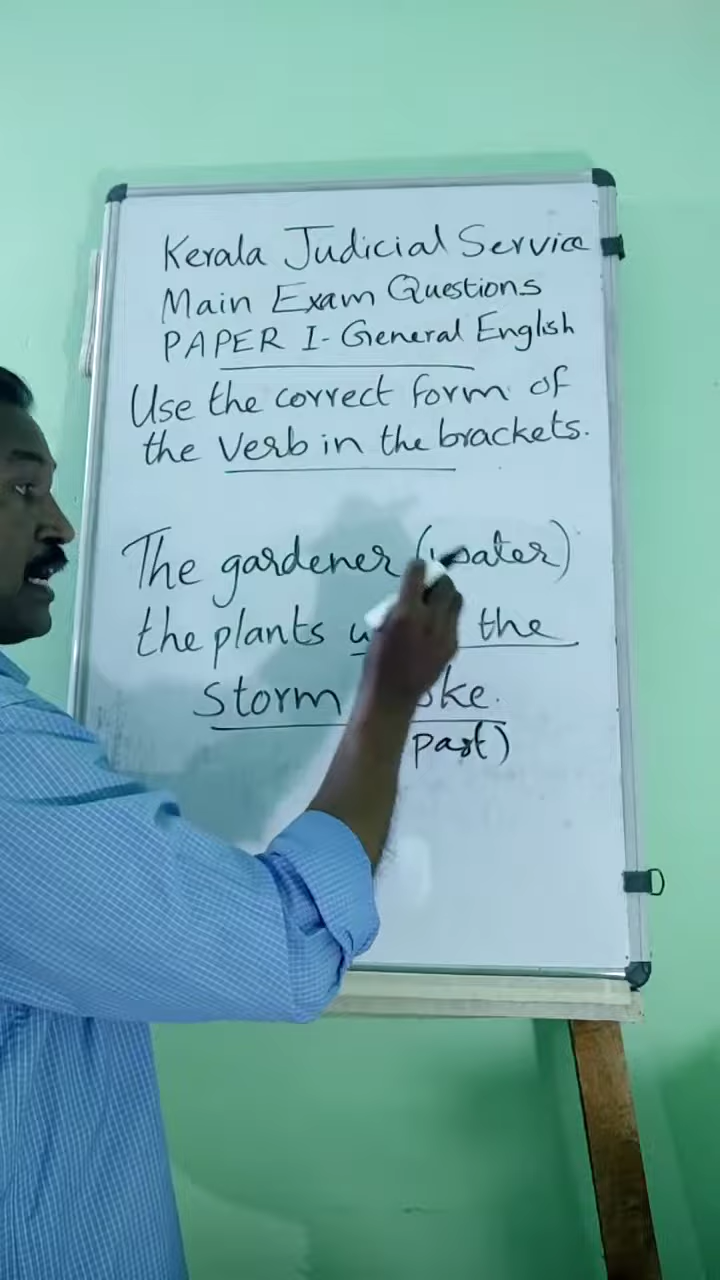 Kerala Judicial Service
Main Exam Questions
PAPER I - General English
Use the correct form of
the verb in the brackets.
The gardener (water)
the plants the
storm
past)